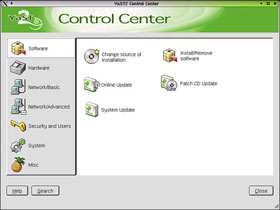 YaST2 Control Center
YaST
Control Center
Software
Hardware
Network/Basic
Network/Advanced
Security and Users
System
Misc
Change source of
installation
Install/Remove
software
Online Update
Patch CD Update
System Update
Help
Search
Close